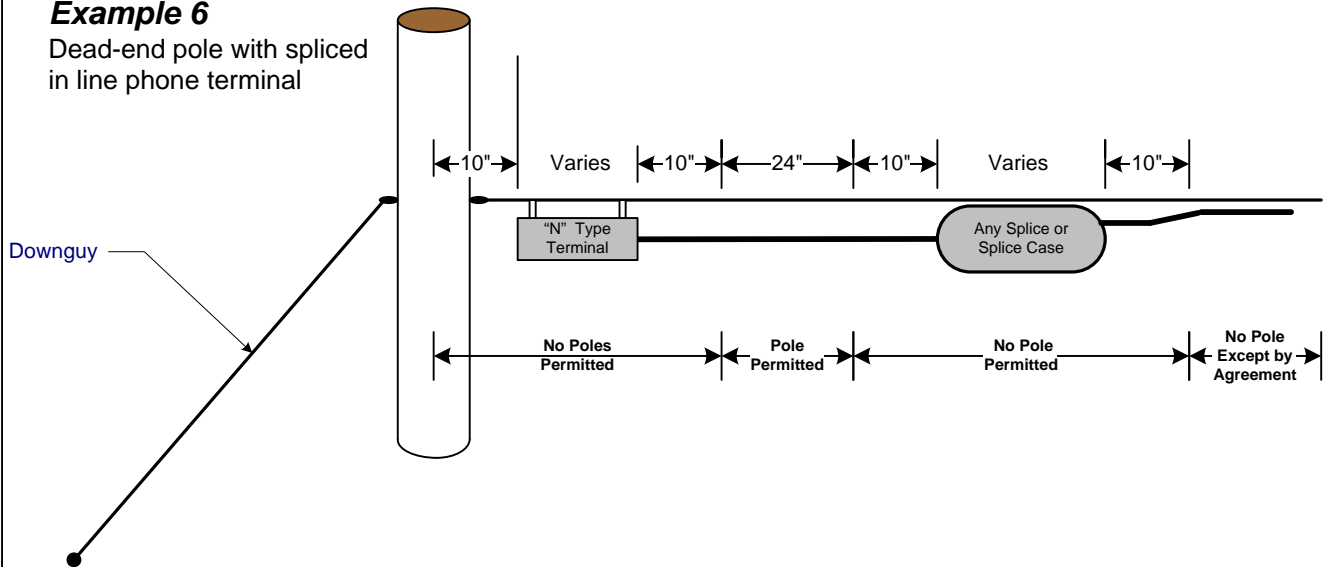 Example 6
Dead-end pole with spliced
in line phone terminal
10"
Varies
10"
24"
10"
Varies
10"
"N" Type
Terminal
Any Splice or
Splice Case
Downguy
No Poles
Permitted
Pole
Permitted
No Pole
Permitted
No Pole
Except by
Agreement